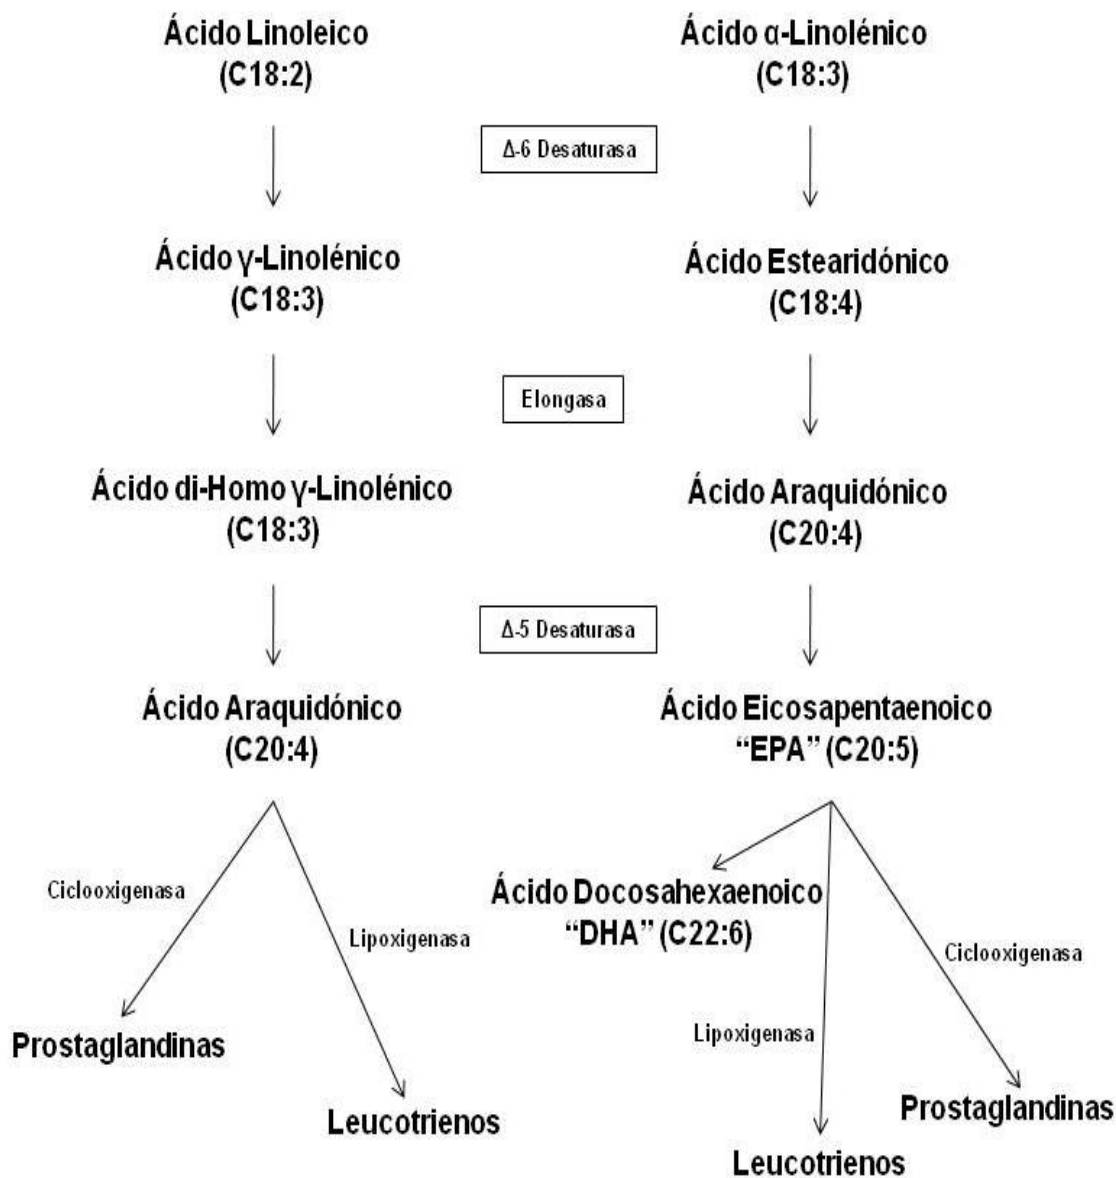 Ácido Linoleico
(C18:2)
Ácido α-Linolénico
(C18:3)
Δ-6 Desaturasa
Ácido γ-Linolénico
(C18:3)
Ácido Estearidónico
(C18:4)
Elongasa
Ácido di-Homo γ-Linolénico
(C18:3)
Ácido Araquidónico
(C20:4)
Δ-5 Desaturasa
Ácido Araquidónico
(C20:4)
Ácido Eicosapentaenoico
“EPA” (C20:5)
Ciclooxigenasa
Lipoxigenasa
Ácido Docosahexaenoico
“DHA” (C22:6)
Ciclooxigenasa
Lipoxigenasa
Prostaglandinas
Leucotrienos
Prostaglandinas
Leucotrienos